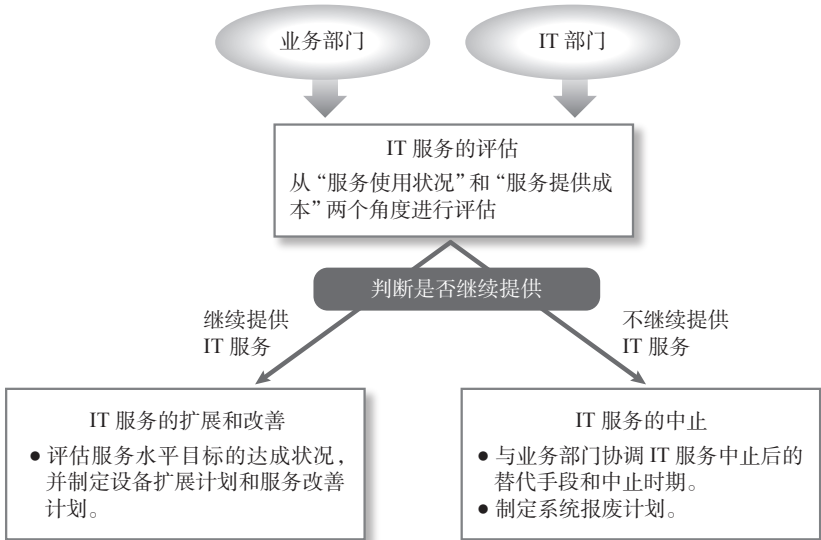 业务部门
IT 部门
IT 服务的评估
从“服务使用状况”和“服务提供成
本”两个角度进行评估
判断是否继续提供
继续提供
IT 服务
不继续提供
IT 服务
IT 服务的扩展和改善
● 评估服务水平目标的达成状况，
并制定设备扩展计划和服务改善
计划。
IT 服务的中止
● 与业务部门协调 IT 服务中止后的
替代手段和中止时期。
● 制定系统报废计划。